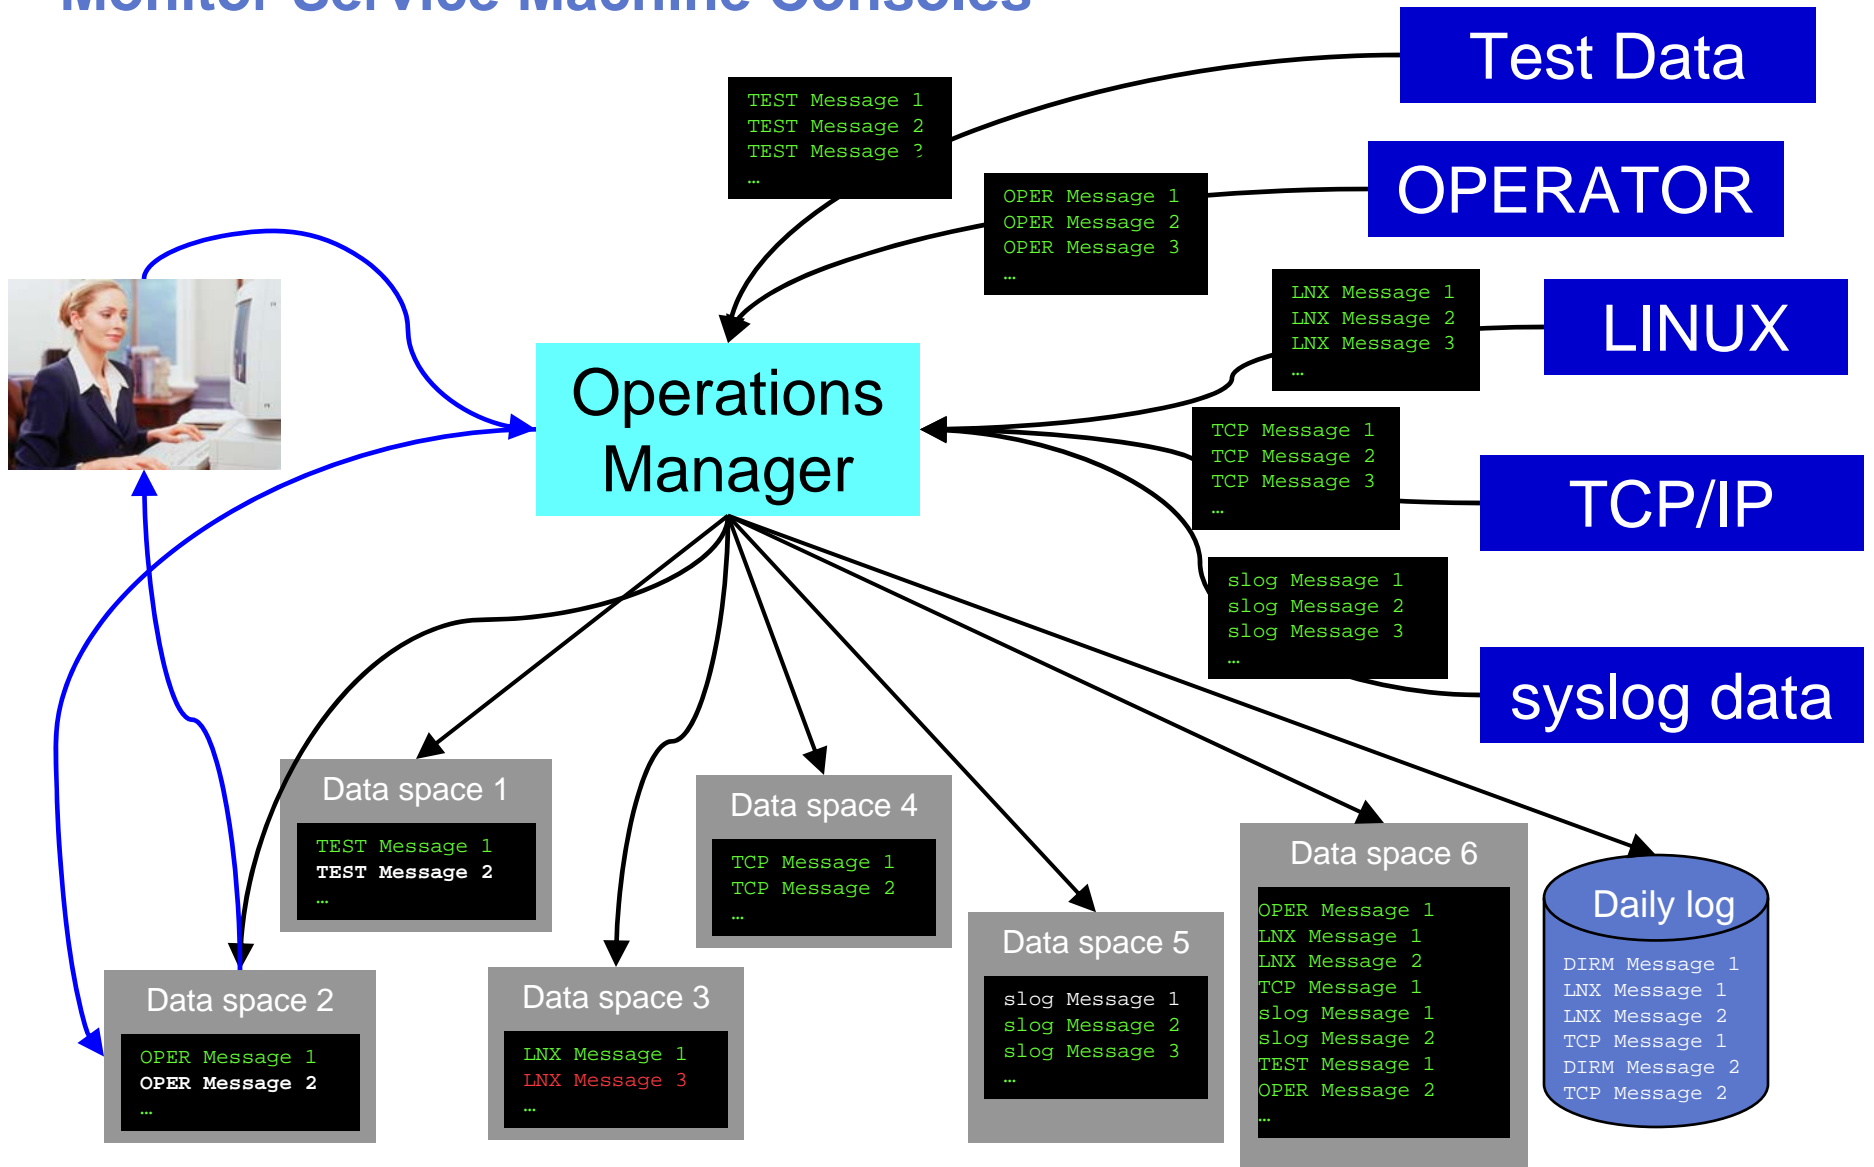 Monitor Service Machine Consoles
Test Data
TEST Message 1
TEST Message 2
TEST Message 3
…
OPERATOR
OPER Message 1
OPER Message 2
OPER Message 3
…
LINUX
LNX Message 1
LNX Message 2
LNX Message 3
…
Operations
Manager
TCP/IP
TCP Message 1
TCP Message 2
TCP Message 3
…
slog Message 1
slog Message 2
slog Message 3
…
syslog data
Data space 1
TEST Message 1
TEST Message 2
…
Data space 2
OPER Message 1
OPER Message 2
…
Data space 3
LNX Message 1
LNX Message 3
…
Data space 4
TCP Message 1
TCP Message 2
…
Data space 5
slog Message 1
slog Message 2
slog Message 3
…
Data space 6
OPER Message 1
LNX Message 1
LNX Message 2
TCP Message 1
slog Message 1
slog Message 2
TEST Message 1
OPER Message 2
…
Daily log
DIRM Message 1
LNX Message 1
LNX Message 2
TCP Message 1
DIRM Message 2
TCP Message 2